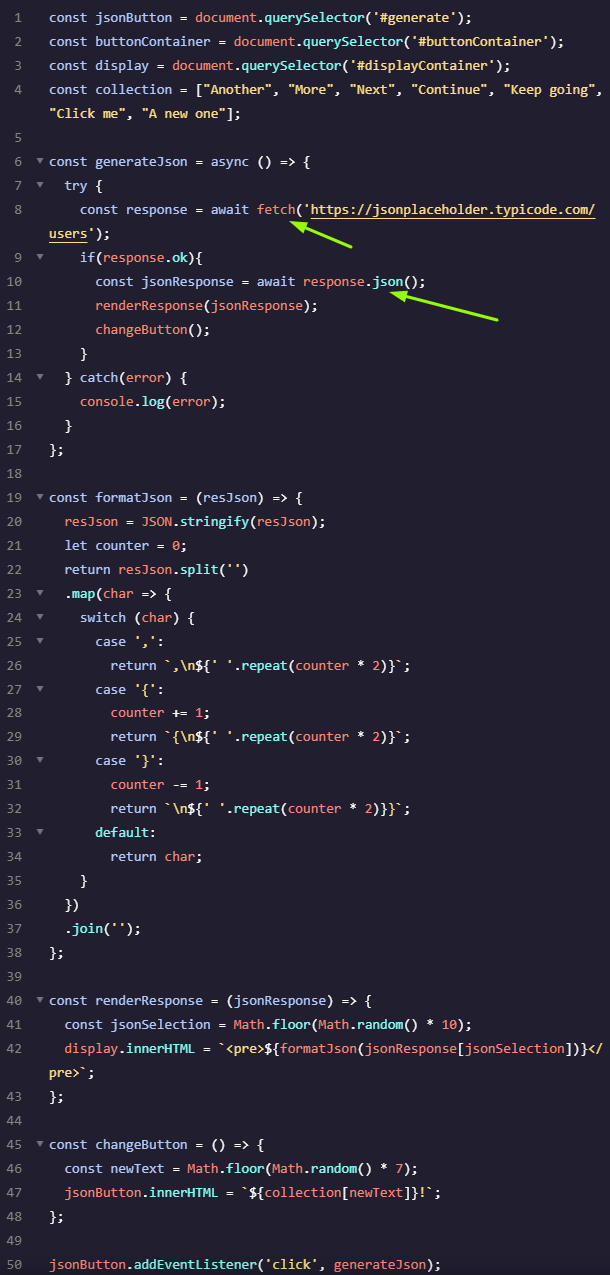 1 const jsonButton = document.querySelector('#generate');
2 const buttonContainer = document.querySelector('#buttonContainer');
3 const display = document.querySelector('#displayContainer');
4 const collection = ["Another", "More", "Next", "Continue", "Keep going",
"Click me", "A new one"];
5
6 const generateJson = async () => {
7 try {
8 const response = await fetch('https://jsonplaceholder.typicode.com/
users');
9 if(response.ok){
10 const jsonResponse = await response.json();
11 renderResponse(jsonResponse);
12 changeButton();
13 }
14 } catch(error) {
15 console.log(error);
16 }
17 };
18
19 const formatJson = (resJson) => {
20 resJson = JSON.stringify(resJson);
21 let counter = 0;
22 return resJson.split('')
23 .map(char => {
24 switch (char) {
25 case ',':
26 return `,\n${' '.repeat(counter * 2)}`;
27 case '{':
28 counter += 1;
29 return `{\n${' '.repeat(counter * 2)}`;
30 case '}':
31 counter -= 1;
32 return `\n${' '.repeat(counter * 2)}}`;
33 default:
34 return char;
35 }
36 })
37 .join('');
38 };
39
40 const renderResponse = (jsonResponse) => {
41 const jsonSelection = Math.floor(Math.random() * 10);
42 display.innerHTML = `<pre>${formatJson(jsonResponse[jsonSelection])}</
pre>`;
43 };
44
45 const changeButton = () => {
46 const newText = Math.floor(Math.random() * 7);
47 jsonButton.innerHTML = `${collection[newText]}!`;
48 };
49
50 jsonButton.addEventListener('click', generateJson);